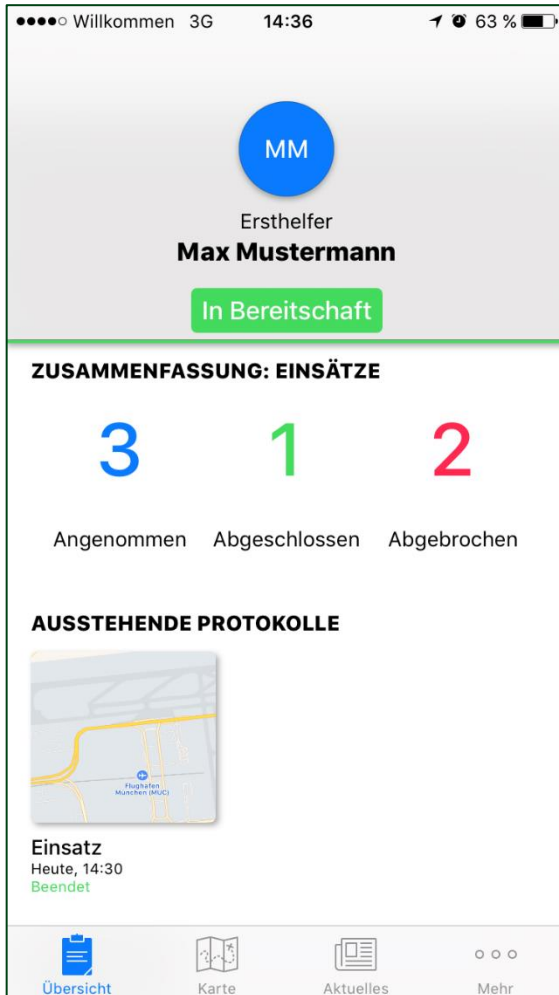 Willkommen 3G 14:36 63 %
MM
Ersthelfer
Max Mustermann
In Bereitschaft
ZUSAMMENFASSUNG: EINSÄTZE
3 1 2
Angenommen Abgeschlossen Abgebrochen
AUSSTEHENDE PROTOKOLLE
Flughafen
München (MUC)
Einsatz
Heute, 14:30
Beendet
Übersicht Karte Aktuelles Mehr